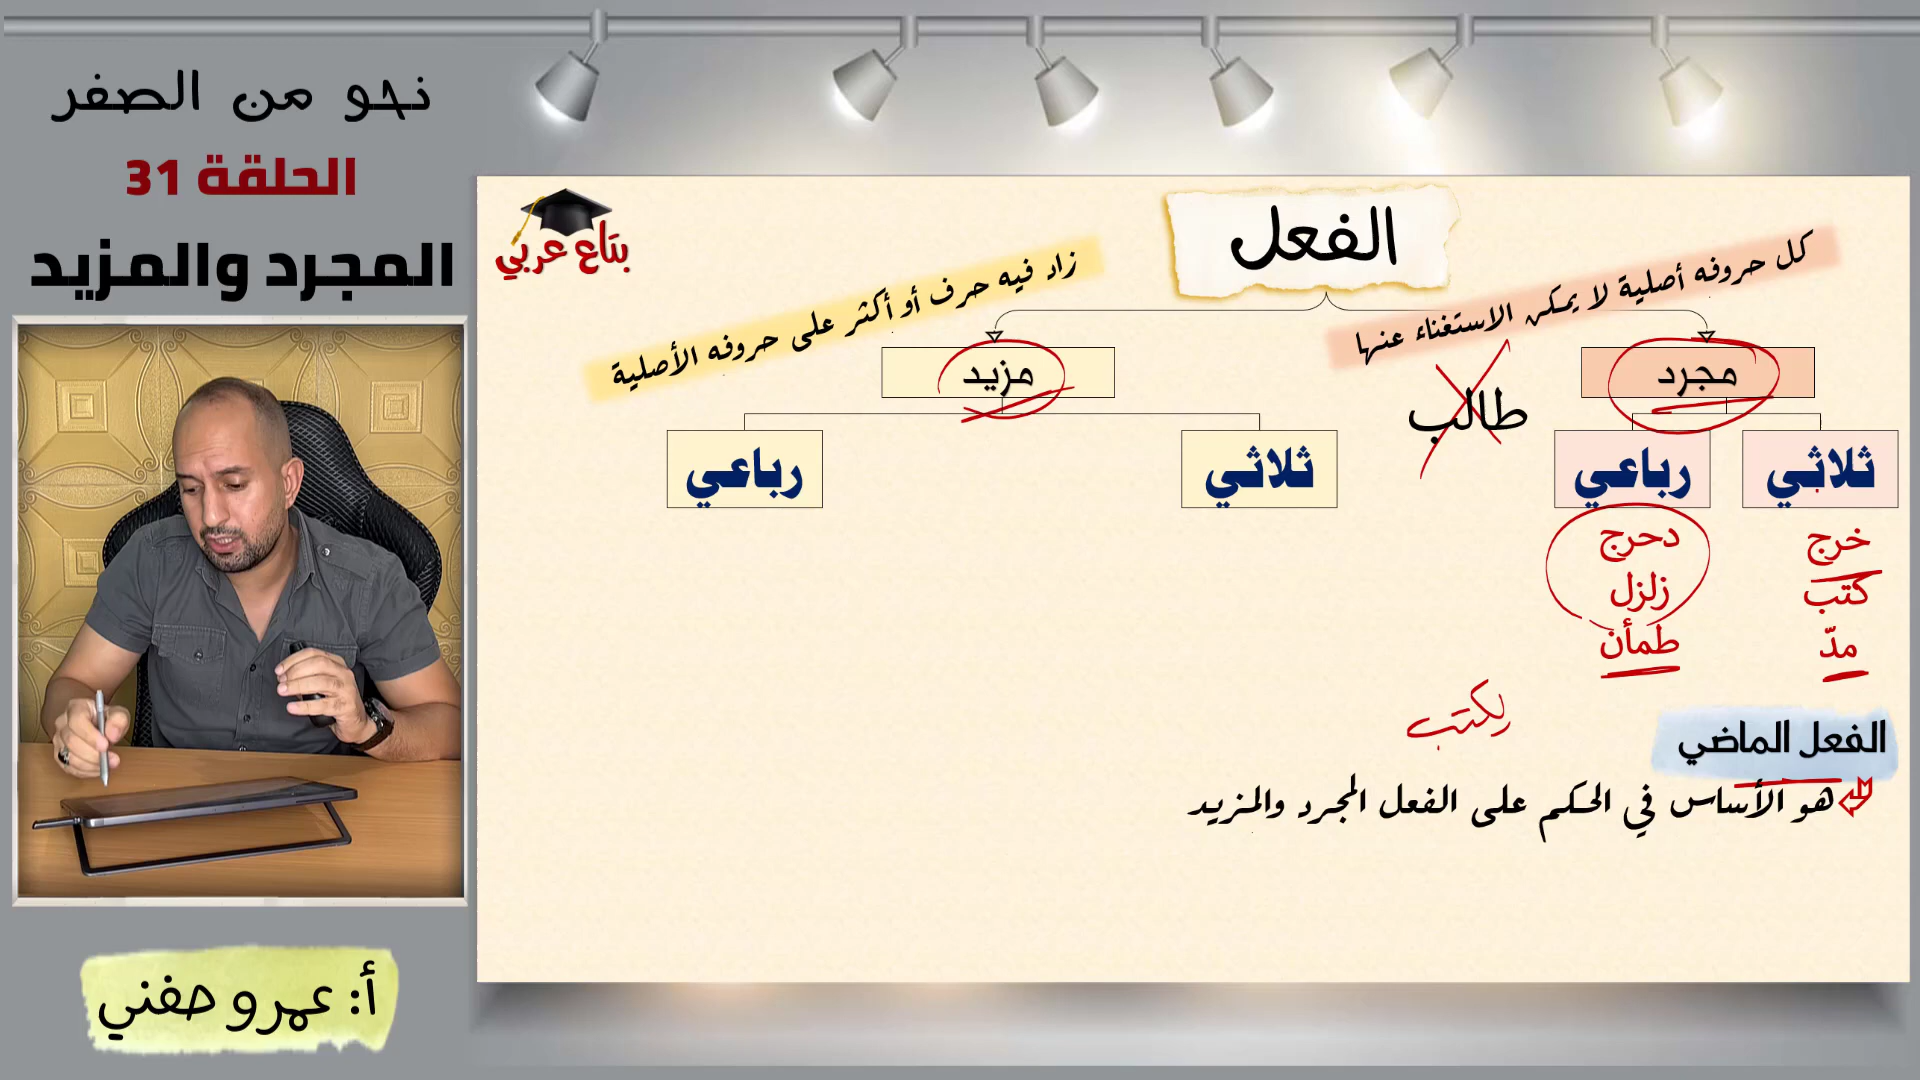 نحو من الصفر
الحلقة 31
المجرد والمزيد
أ: عمرو حفني
بتاع عربي
الفعل
كل حروفه أصلية لا يمكن الاستغناء عنها
زاد فيه حرف أو أكثر على حروفه الأصلية
مجرد
مزيد
طالب
ثلاثي
رباعي
ثلاثي
رباعي
خرج
كتب
مدّ
دحرج
زلزل
طمأن
يكتب
الفعل الماضي
هو الأساس في الحكم على الفعل المجرد والمزيد